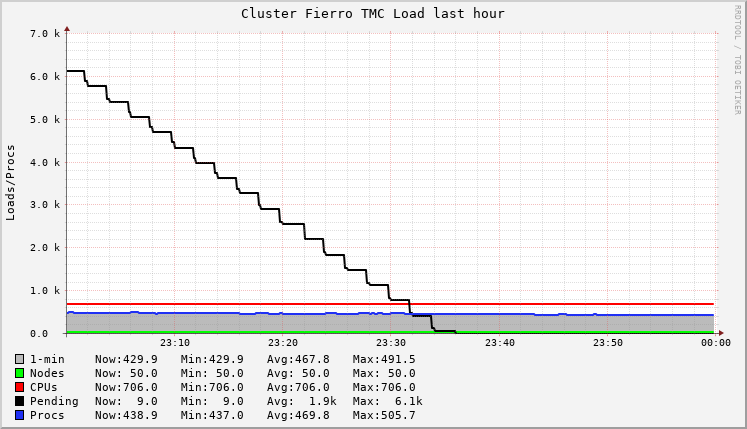 Cluster Fierro TMC Load last hour
RRDTOOL / TOBI OETIKER
Loads/Procs
7.0 k
6.0 k
5.0 k
4.0 k
3.0 k
2.0 k
1.0 k
0.0
23:10 23:20 23:30 23:40 23:50 00:00
1-min Now:429.9 Min:429.9 Avg:467.8 Max:491.5
Nodes Now: 50.0 Min: 50.0 Avg: 50.0 Max: 50.0
CPUs Now:706.0 Min:706.0 Avg:706.0 Max:706.0
Pending Now: 9.0 Min: 9.0 Avg: 1.9k Max: 6.1k
Procs Now:438.9 Min:437.0 Avg:469.8 Max:505.7